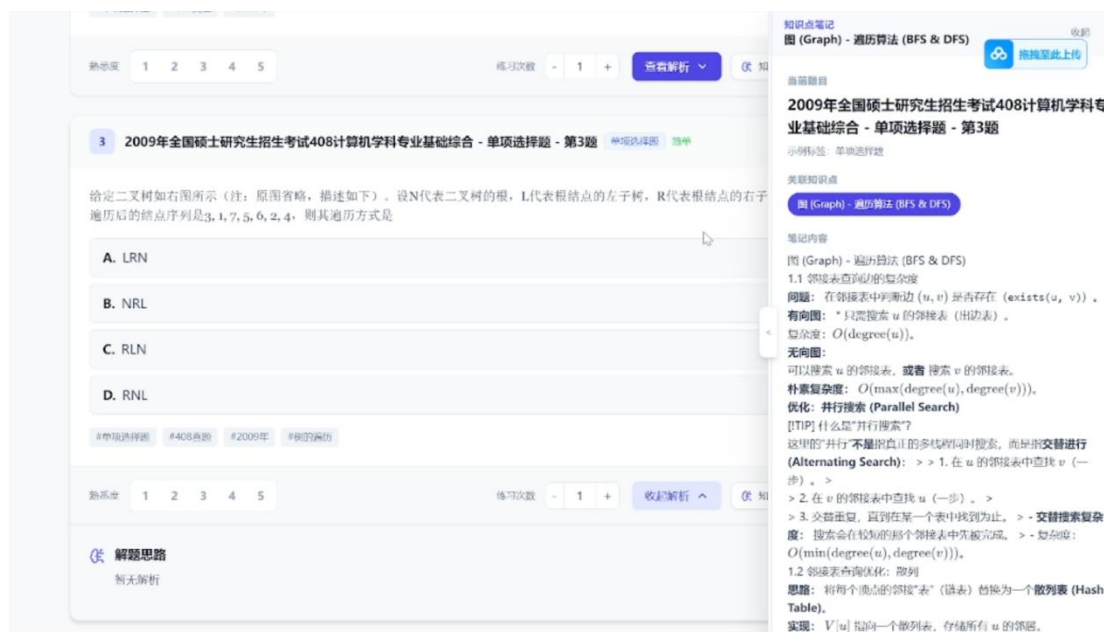 熟悉度 1 2 3 4 5
练习次数 - 1 +
查看解析
知
3
2009年全国硕士研究生招生考试408计算机学科专业基础综合 - 单项选择题 - 第3题 单项选择题 简单
给定二叉树如右图所示（注：原图省略，描述如下）。设N代表二叉树的根，L代表根结点的左子树，R代表根结点的右子
遍历后的结点序列是3, 1, 7, 5, 6, 2, 4，则其遍历方式是
A. LRN
B. NRL
C. RLN
D. RNL
#单项选择题 #408真题 #2009年 #树的遍历
熟悉度 1 2 3 4 5
练习次数 - 1 +
收起解析
知
解题思路
暂无解析
知识点笔记
图 (Graph) - 遍历算法 (BFS & DFS)
收起
拖拽至此上传
当前题目
2009年全国硕士研究生招生考试408计算机学科专
业基础综合 - 单项选择题 - 第3题
示例标签：单项选择题
关联知识点
图 (Graph) - 遍历算法 (BFS & DFS)
笔记内容
图 (Graph) - 遍历算法 (BFS & DFS)
1.1 邻接表查询边的复杂度
问题： 在邻接表中判断边 (u, v) 是否存在（exists(u, v)）。
有向图： * 只需搜索 u 的邻接表（出边表）。
复杂度： O(degree(u))。
无向图：
可以搜索 u 的邻接表，或者 搜索 v 的邻接表。
朴素复杂度： O(max(degree(u), degree(v)))。
优化：并行搜索 (Parallel Search)
[!TIP] 什么是"并行搜索"？
这里的"并行"不是指真正的多线程同时搜索，而是指交替进行
(Alternating Search)： > > 1. 在 u 的邻接表中查找 v（一
步）。 >
> 2. 在 v 的邻接表中查找 u（一步）。 >
> 3. 交替重复，直到在某一个表中找到为止。 > - 交替搜索复杂
度： 搜索会在较短的那个邻接表中先被完成。 > - 复杂度：
O(min(degree(u), degree(v)))。
1.2 邻接表查询优化：散列
思路： 将每个顶点的邻接"表"（链表）替换为一个散列表 (Hash
Table)。
实现： V[u] 指向一个散列表，存储所有 u 的邻居。